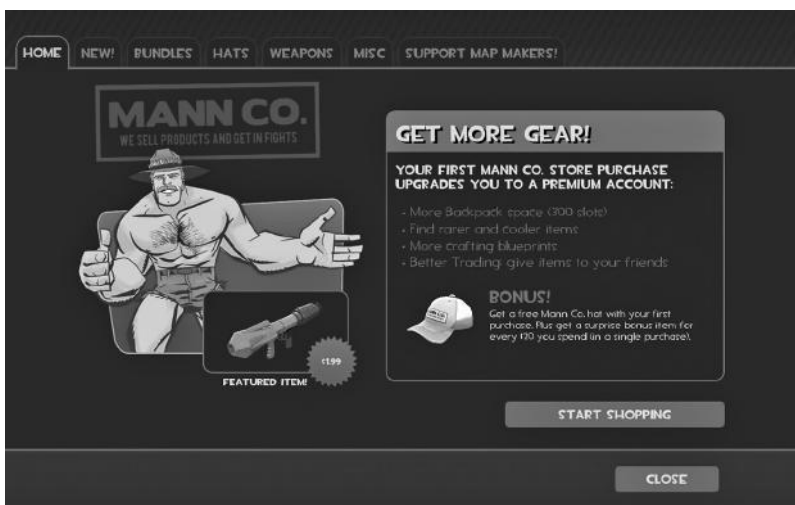 HOME NEW! BUNDLES HATS WEAPONS MISC SUPPORT MAP MAKERS!
MANN CO.
WE SELL PRODUCTS AND GET IN FIGHTS
FEATURED ITEM!
GET MORE GEAR!
YOUR FIRST MANN CO. STORE PURCHASE
UPGRADES YOU TO A PREMIUM ACCOUNT:
- More Backpack space (300 slots)
- Find rarer and cooler items
- More crafting blueprints
- Better Trading: give items to your friends
BONUS!
MANN CO.
Get a free Mann Co. hat with your first
purchase. Plus get a surprise bonus item for
every £20 you spend (in a single purchase).
START SHOPPING
CLOSE